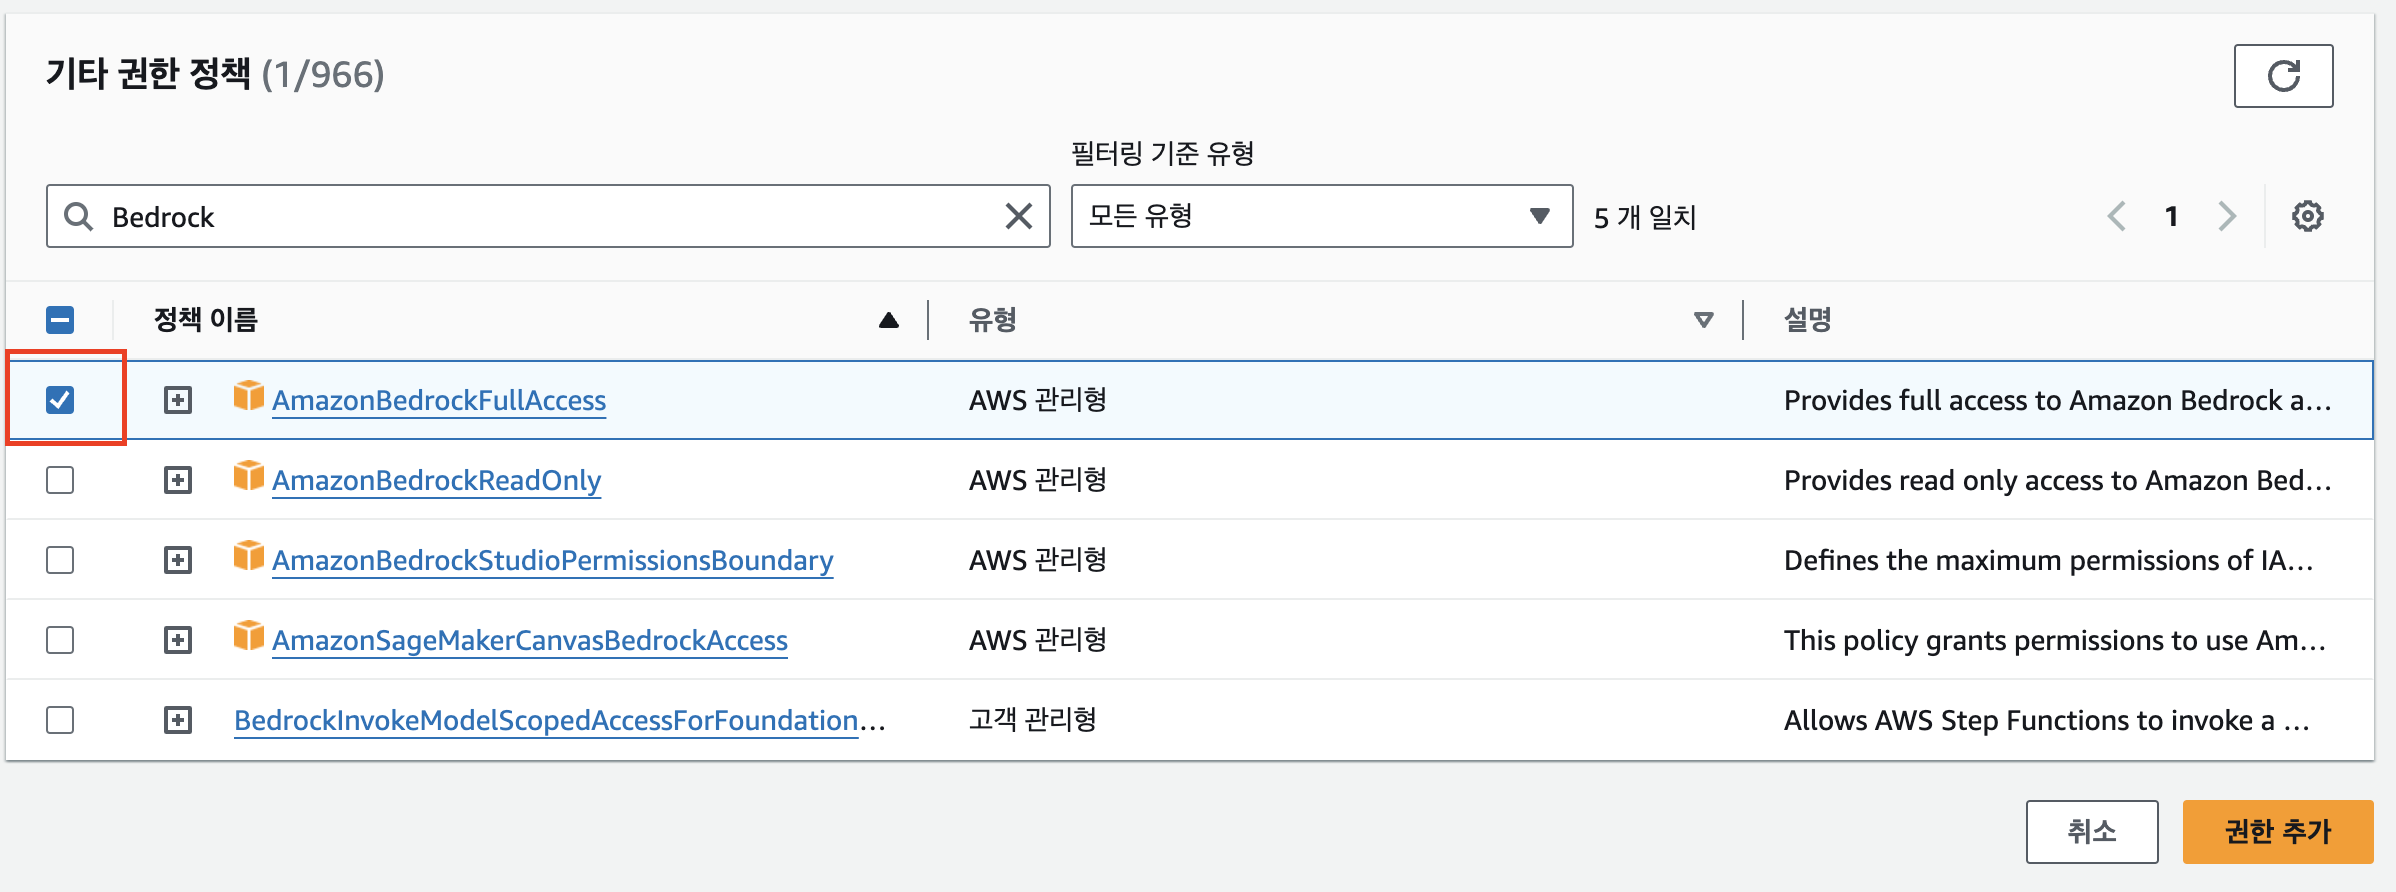 기타 권한 정책 (1/966)
필터링 기준 유형
Bedrock
모든 유형
5 개 일치
1
정책 이름
유형
설명
AmazonBedrockFullAccess
AWS 관리형
Provides full access to Amazon Bedrock a...
AmazonBedrockReadOnly
AWS 관리형
Provides read only access to Amazon Bed...
AmazonBedrockStudioPermissionsBoundary
AWS 관리형
Defines the maximum permissions of IA...
AmazonSageMakerCanvasBedrockAccess
AWS 관리형
This policy grants permissions to use Am...
BedrockInvokeModelScopedAccessForFoundation...
고객 관리형
Allows AWS Step Functions to invoke a ...
취소
권한 추가